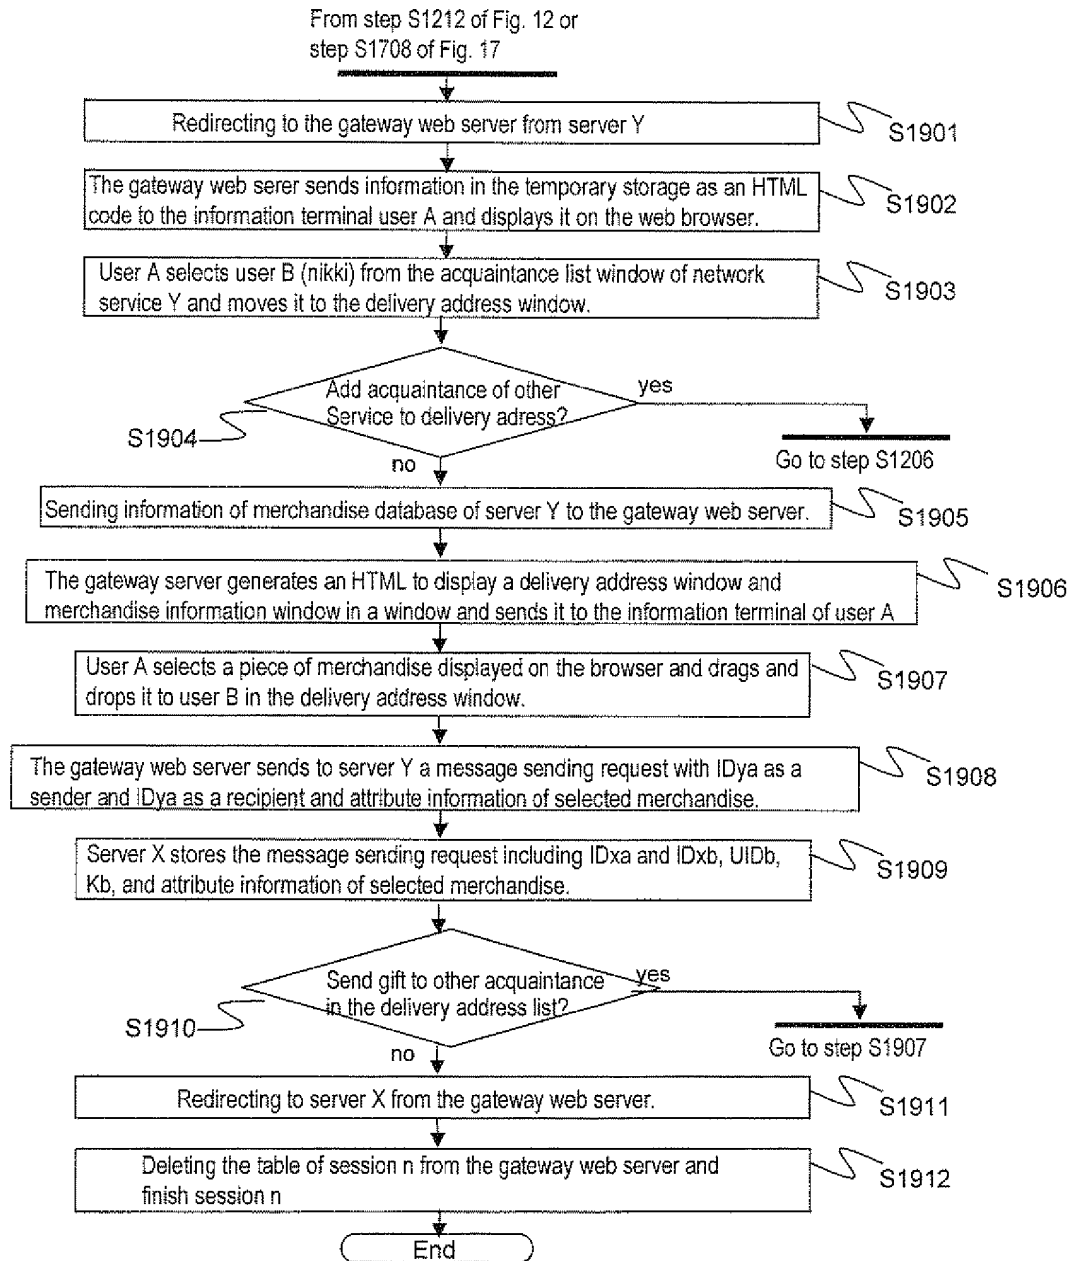 From step S1212 of Fig. 12 or
step S1708 of Fig. 17
Redirecting to the gateway web server from server Y
S1901
The gateway web serer sends information in the temporary storage as an HTML
code to the information terminal user A and displays it on the web browser.
S1902
User A selects user B (nikki) from the acquaintance list window of network
service Y and moves it to the delivery address window.
S1903
Add acquaintance of other
Service to delivery adress?
yes
S1904
no
Go to step S1206
Sending information of merchandise database of server Y to the gateway web server.
S1905
The gateway server generates an HTML to display a delivery address window and
merchandise information window in a window and sends it to the information terminal of user A
S1906
User A selects a piece of merchandise displayed on the browser and drags and
drops it to user B in the delivery address window.
S1907
The gateway web server sends to server Y a message sending request with IDya as a
sender and IDya as a recipient and attribute information of selected merchandise.
S1908
Server X stores the message sending request including IDxa and IDxb, UIDb,
Kb, and attribute information of selected merchandise.
S1909
Send gift to other acquaintance
in the delivery address list?
yes
S1910
no
Go to step S1907
Redirecting to server X from the gateway web server.
S1911
Deleting the table of session n from the gateway web server and
finish session n
S1912
End